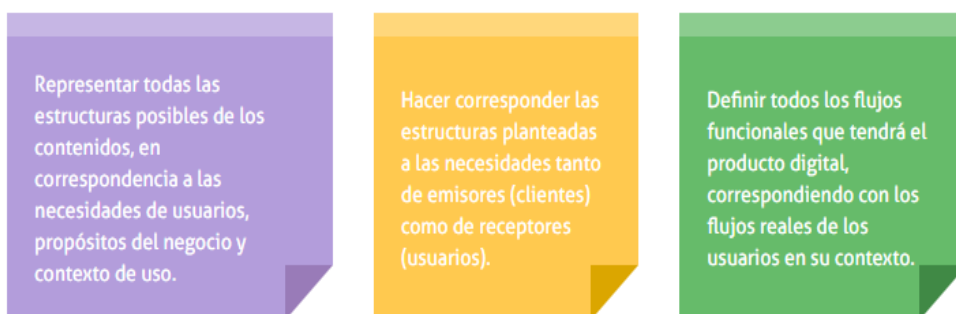 Representar todas las
estructuras posibles de los
contenidos, en
correspondencia a las
necesidades de usuarios,
propósitos del negocio y
contexto de uso.
Hacer corresponder las
estructuras planteadas
a las necesidades tanto
de emisores (clientes)
como de receptores
(usuarios).
Definir todos los flujos
funcionales que tendrá el
producto digital,
correspondiendo con los
flujos reales de los
usuarios en su contexto.